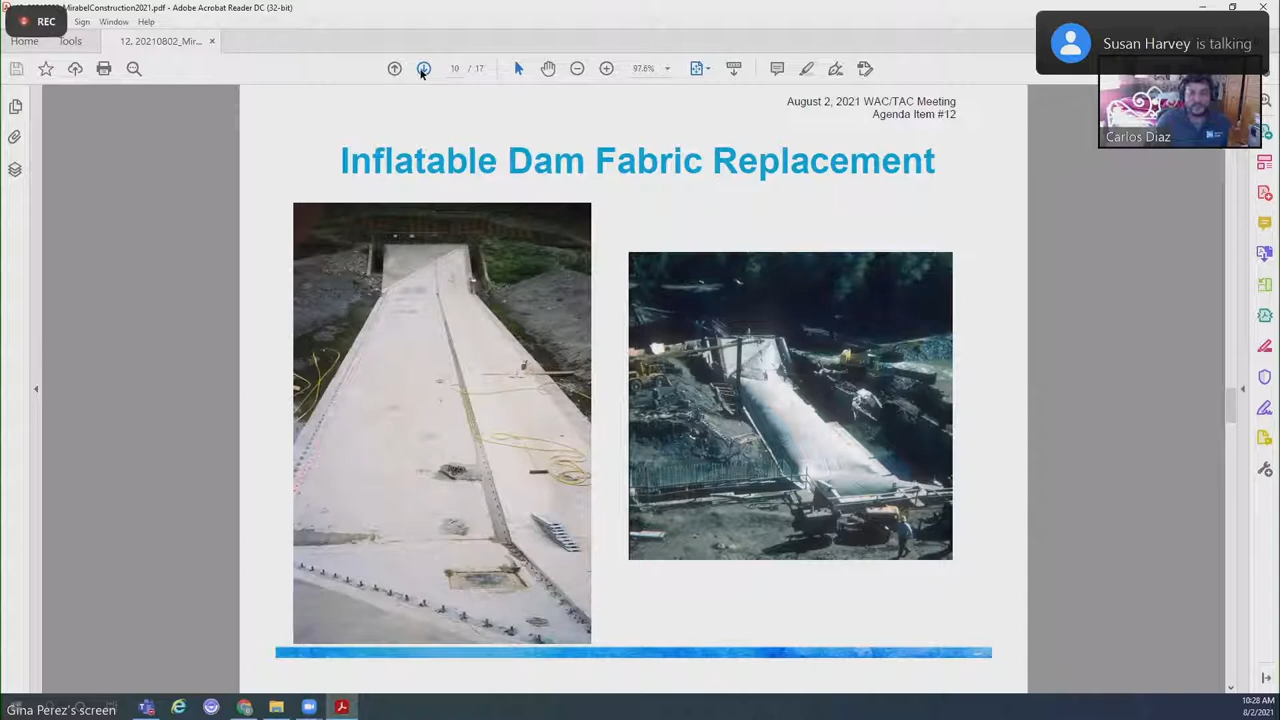 MirabelConstruction2021.pdf - Adobe Acrobat Reader DC (32-bit)
REC
Sign Window Help
Home Tools 12. 20210802_Mir... ×
Susan Harvey is talking
10 / 17 97.6%
Carlos Diaz
August 2, 2021 WAC/TAC Meeting
Agenda Item #12
Inflatable Dam Fabric Replacement
Gina Perez's screen
10:28 AM
8/2/2021